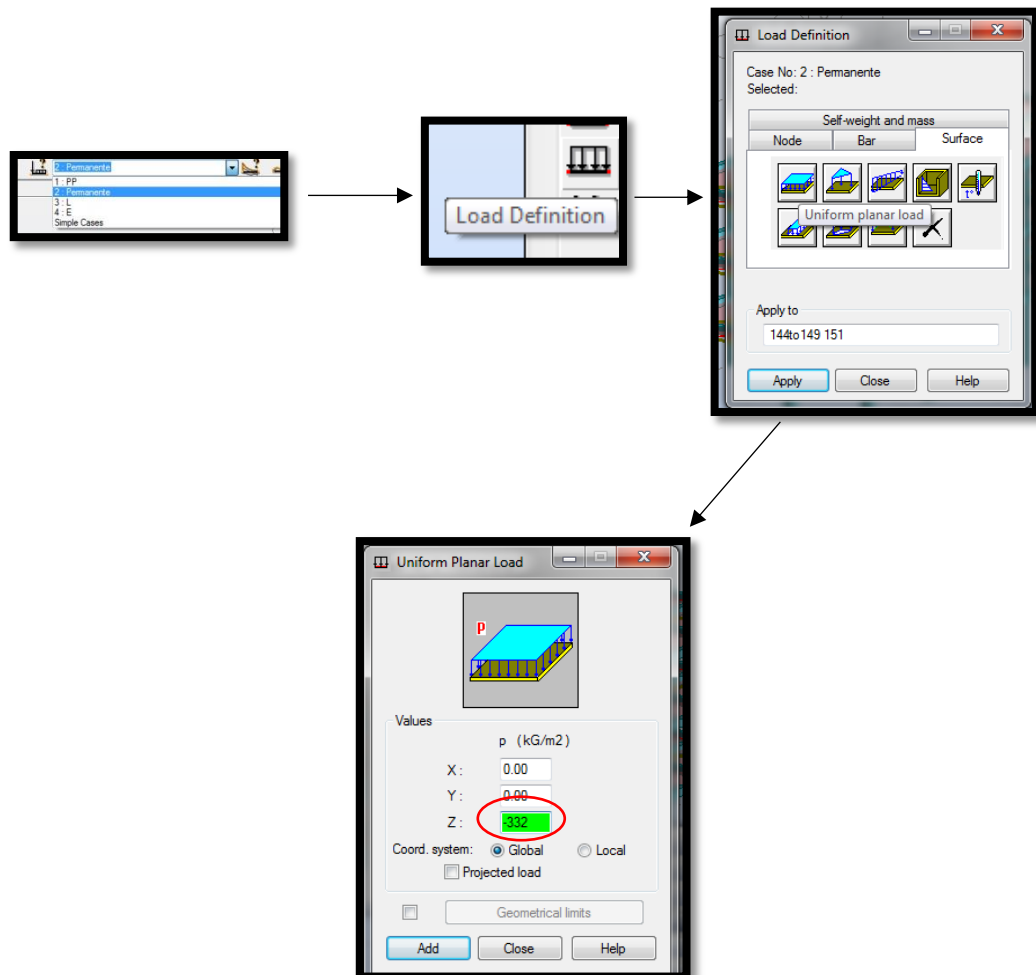 2 : Permanente
1 : PP
2 : Permanente
3 : L
4 : E
Simple Cases
Load Definition
Load Definition
Case No: 2 : Permanente
Selected:
Self-weight and mass
Node Bar Surface
Uniform planar load
Apply to
144to149 151
Apply Close Help
Uniform Planar Load
p
Values
p (kG/m2)
X : 0.00
Y : 0.00
Z : -332
Coord. system: Global Local
Projected load
Geometrical limits
Add Close Help